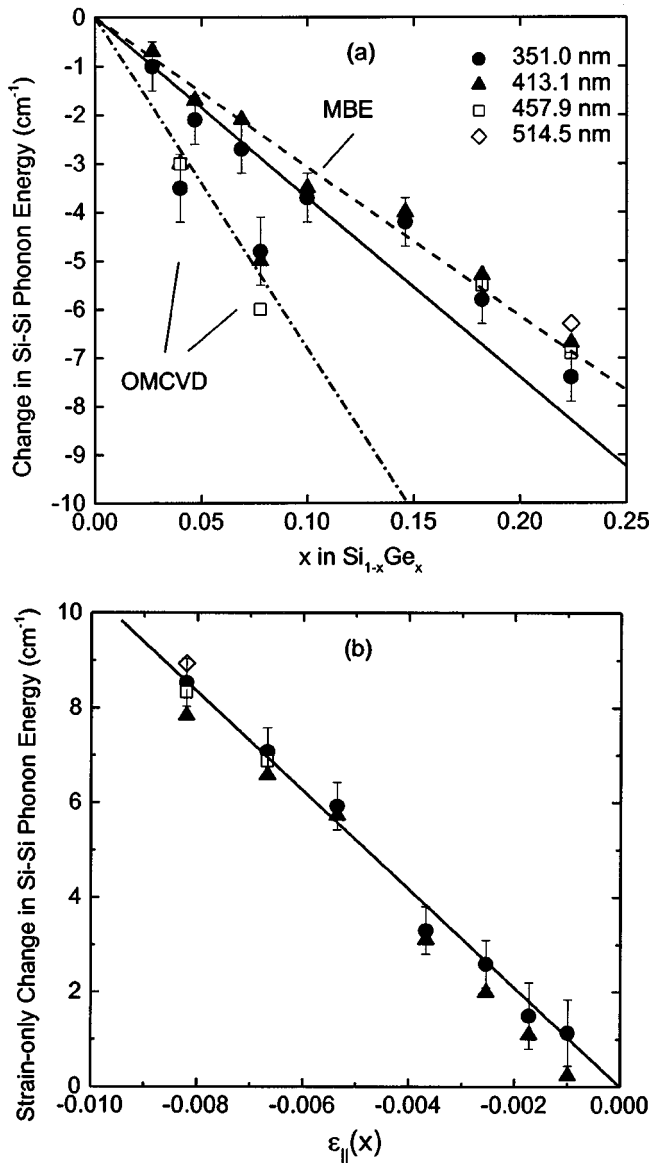 (a)
351.0 nm
413.1 nm
457.9 nm
514.5 nm
MBE
OMCVD
Change in Si-Si Phonon Energy (cm⁻¹)
0
-1
-2
-3
-4
-5
-6
-7
-8
-9
-10
0.00 0.05 0.10 0.15 0.20 0.25
x in Si₁₋ₓGeₓ
(b)
Strain-only Change in Si-Si Phonon Energy (cm⁻¹)
10
8
6
4
2
0
-0.010 -0.008 -0.006 -0.004 -0.002 0.000
ε||(x)